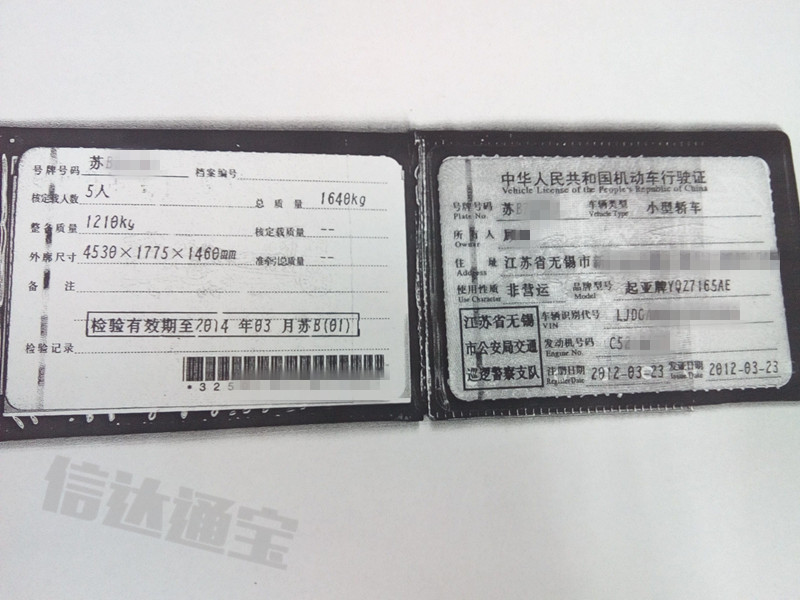 号牌号码 苏 档案编号
核定载人数 5人 总质量 1640kg
整备质量 1210kg 核定载质量 --
外廓尺寸 4530×1775×1460 准牵引总质量 --
备注
检验有效期至2014年03月苏B(01)
检验记录
*325
中华人民共和国机动车行驶证
Vehicle License of the People's Republic of China
号牌号码 苏 车辆类型 小型轿车
Plate No. Vehicle Type
所有人 顾
Owner
住址 江苏省无锡市
Address
使用性质 非营运 品牌型号 起亚牌YQZ7165AE
Use Character Model
江苏省无锡
市公安局交通
巡逻警察支队
车辆识别代号 LJDG
VIN
发动机号码 C52
Engine No.
注册日期 2012-03-23 发证日期 2012-03-23
Register Date Issue Date
信达通宝